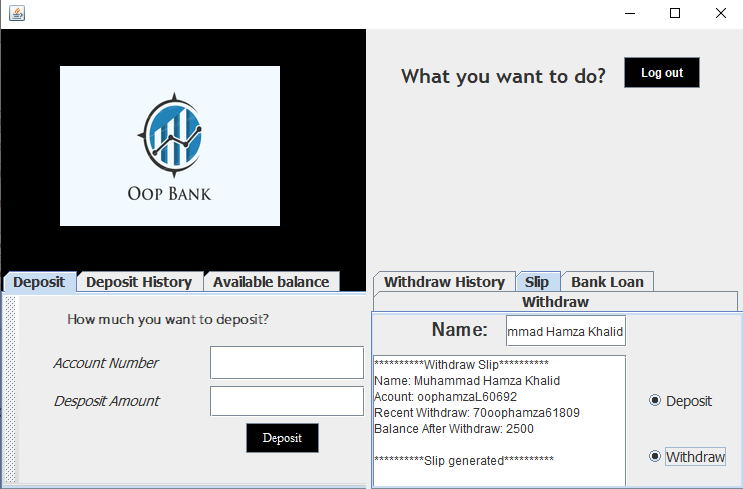 What you want to do?
Log out
OOP BANK
Deposit
Deposit History
Available balance
How much you want to deposit?
Account Number
Desposit Amount
Deposit
Withdraw History
Slip
Bank Loan
Withdraw
Name:
mmad Hamza Khalid
**********Withdraw Slip**********
Name: Muhammad Hamza Khalid
Acount: oophamzaL60692
Recent Withdraw: 70oophamza61809
Balance After Withdraw: 2500
**********Slip generated**********
Deposit
Withdraw